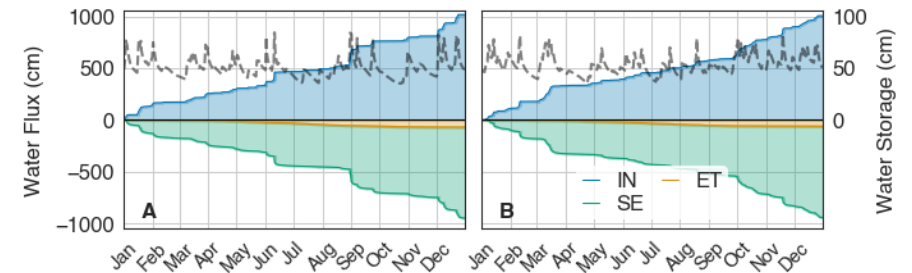 1000
500
0
−500
−1000
Water Flux (cm)
A
Jan Feb Mar Apr May Jun Jul Aug Sep Oct Nov Dec
100
50
0
Water Storage (cm)
B
IN ET
SE
Jan Feb Mar Apr May Jun Jul Aug Sep Oct Nov Dec